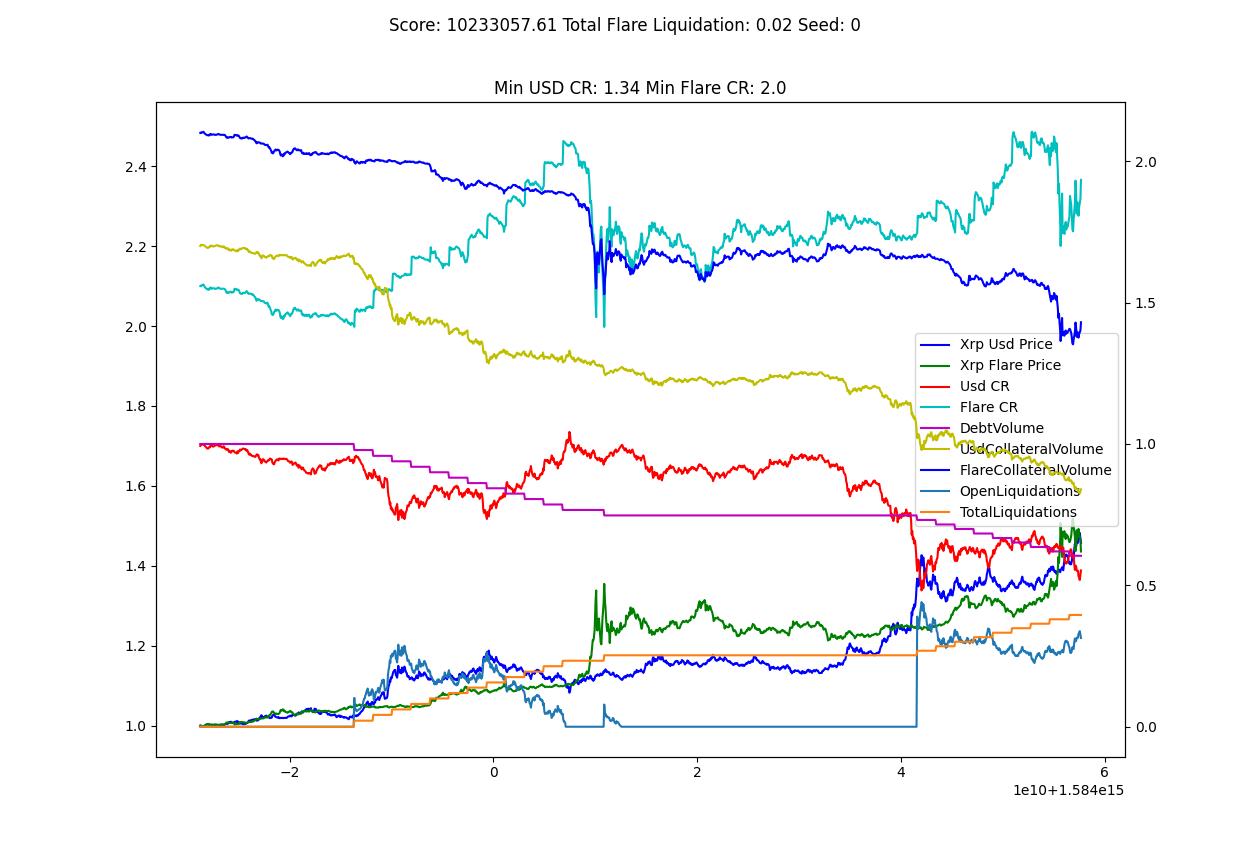 Score: 10233057.61 Total Flare Liquidation: 0.02 Seed: 0
Min USD CR: 1.34 Min Flare CR: 2.0
2.4
2.2
2.0
1.8
1.6
1.4
1.2
1.0
2.0
1.5
1.0
0.5
0.0
Xrp Usd Price
Xrp Flare Price
Usd CR
Flare CR
DebtVolume
UsdCollateralVolume
FlareCollateralVolume
OpenLiquidations
TotalLiquidations
−2 0 2 4 6
1e10+1.584e15